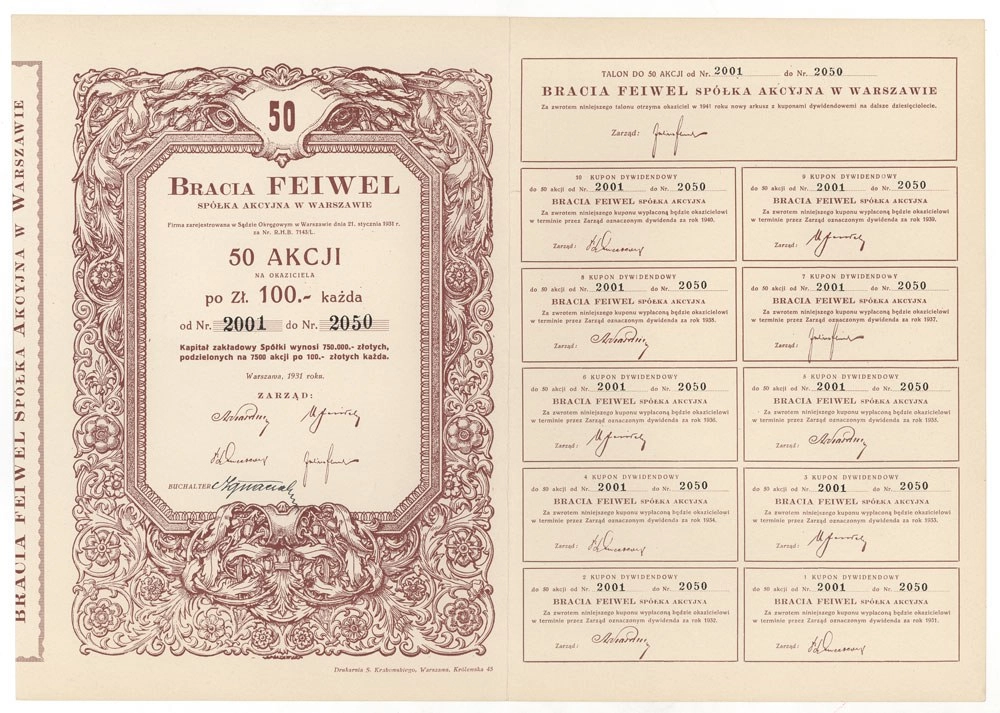 BRACIA FEIWEL SPÓŁKA AKCYJNA W WARSZAWIE
50
BRACIA FEIWEL
SPÓŁKA AKCYJNA W WARSZAWIE
Firma zarejestrowana w Sądzie Okręgowym w Warszawie dnia 21. stycznia 1931 r.
za Nr. R.H.B. 7143/L.
50 AKCJI
NA OKAZICIELA
po Zł. 100.- każda
od Nr. 2001 do Nr. 2050
Kapitał zakładowy Spółki wynosi 750.000.- złotych,
podzielonych na 7500 akcji po 100.- złotych każda.
Warszawa, 1931 roku.
ZARZĄD:
BUCHALTER
Drukarnia S. Krakowskiego, Warszawa, Królewska 43
TALON DO 50 AKCJI od Nr. 2001 do Nr. 2050
BRACIA FEIWEL SPÓŁKA AKCYJNA W WARSZAWIE
Za zwrotem niniejszego talonu otrzyma okaziciel w 1941 roku nowy arkusz z kuponami dywidendowemi na dalsze dziesięciolecie.
Zarząd:
10 KUPON DYWIDENDOWY
do 50 akcji od Nr. 2001 do Nr. 2050
BRACIA FEIWEL SPÓŁKA AKCYJNA
Za zwrotem niniejszego kuponu wypłaconą będzie okazicielowi
w terminie przez Zarząd oznaczonym dywidenda za rok 1940.
Zarząd:
9 KUPON DYWIDENDOWY
do 50 akcji od Nr. 2001 do Nr. 2050
BRACIA FEIWEL SPÓŁKA AKCYJNA
Za zwrotem niniejszego kuponu wypłaconą będzie okazicielowi
w terminie przez Zarząd oznaczonym dywidenda za rok 1939.
Zarząd:
8 KUPON DYWIDENDOWY
do 50 akcji od Nr. 2001 do Nr. 2050
BRACIA FEIWEL SPÓŁKA AKCYJNA
Za zwrotem niniejszego kuponu wypłaconą będzie okazicielowi
w terminie przez Zarząd oznaczonym dywidenda za rok 1938.
Zarząd:
7 KUPON DYWIDENDOWY
do 50 akcji od Nr. 2001 do Nr. 2050
BRACIA FEIWEL SPÓŁKA AKCYJNA
Za zwrotem niniejszego kuponu wypłaconą będzie okazicielowi
w terminie przez Zarząd oznaczonym dywidenda za rok 1937.
Zarząd:
6 KUPON DYWIDENDOWY
do 50 akcji od Nr. 2001 do Nr. 2050
BRACIA FEIWEL SPÓŁKA AKCYJNA
Za zwrotem niniejszego kuponu wypłaconą będzie okazicielowi
w terminie przez Zarząd oznaczonym dywidenda za rok 1936.
Zarząd:
5 KUPON DYWIDENDOWY
do 50 akcji od Nr. 2001 do Nr. 2050
BRACIA FEIWEL SPÓŁKA AKCYJNA
Za zwrotem niniejszego kuponu wypłaconą będzie okazicielowi
w terminie przez Zarząd oznaczonym dywidenda za rok 1935.
Zarząd:
4 KUPON DYWIDENDOWY
do 50 akcji od Nr. 2001 do Nr. 2050
BRACIA FEIWEL SPÓŁKA AKCYJNA
Za zwrotem niniejszego kuponu wypłaconą będzie okazicielowi
w terminie przez Zarząd oznaczonym dywidenda za rok 1934.
Zarząd:
3 KUPON DYWIDENDOWY
do 50 akcji od Nr. 2001 do Nr. 2050
BRACIA FEIWEL SPÓŁKA AKCYJNA
Za zwrotem niniejszego kuponu wypłaconą będzie okazicielowi
w terminie przez Zarząd oznaczonym dywidenda za rok 1933.
Zarząd:
2 KUPON DYWIDENDOWY
do 50 akcji od Nr. 2001 do Nr. 2050
BRACIA FEIWEL SPÓŁKA AKCYJNA
Za zwrotem niniejszego kuponu wypłaconą będzie okazicielowi
w terminie przez Zarząd oznaczonym dywidenda za rok 1932.
Zarząd:
1 KUPON DYWIDENDOWY
do 50 akcji od Nr. 2001 do Nr. 2050
BRACIA FEIWEL SPÓŁKA AKCYJNA
Za zwrotem niniejszego kuponu wypłaconą będzie okazicielowi
w terminie przez Zarząd oznaczonym dywidenda za rok 1931.
Zarząd: